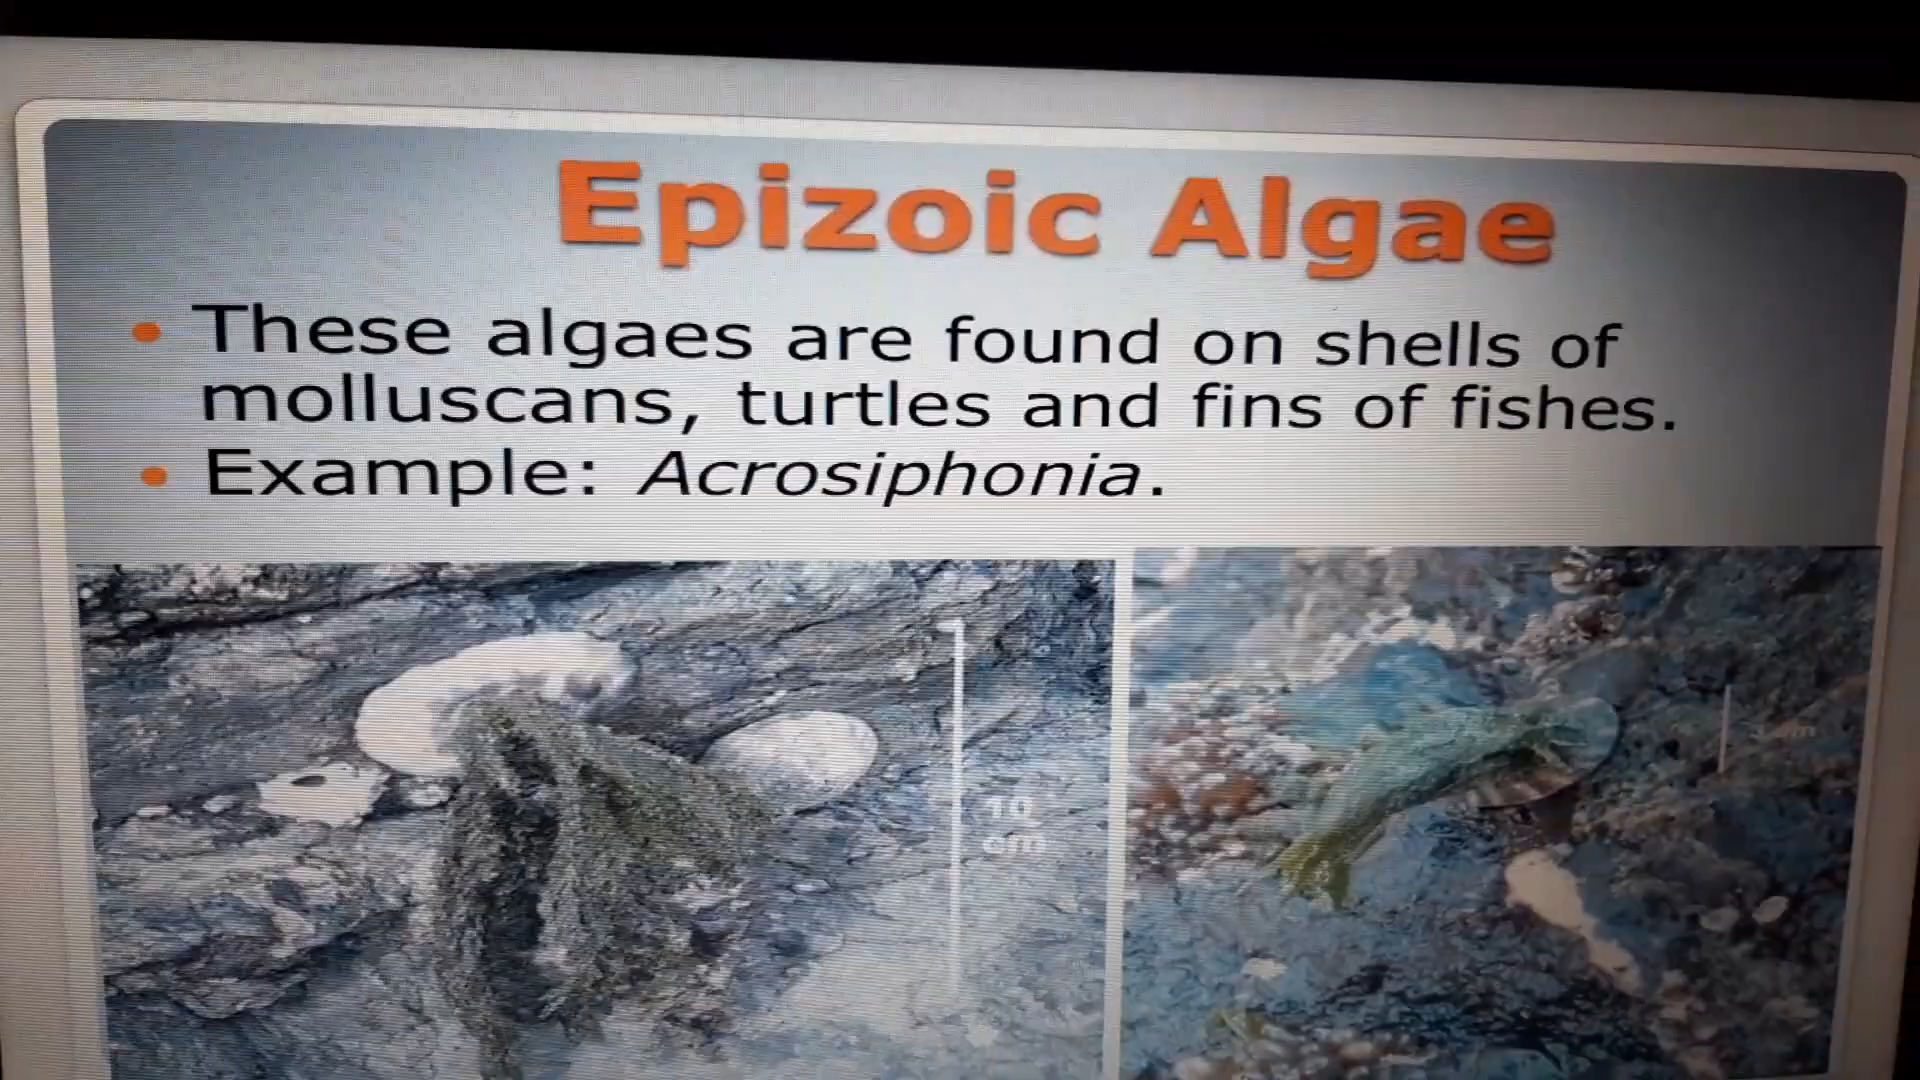 Epizoic Algae
• These algaes are found on shells of
molluscans, turtles and fins of fishes.
• Example: Acrosiphonia.
10
cm